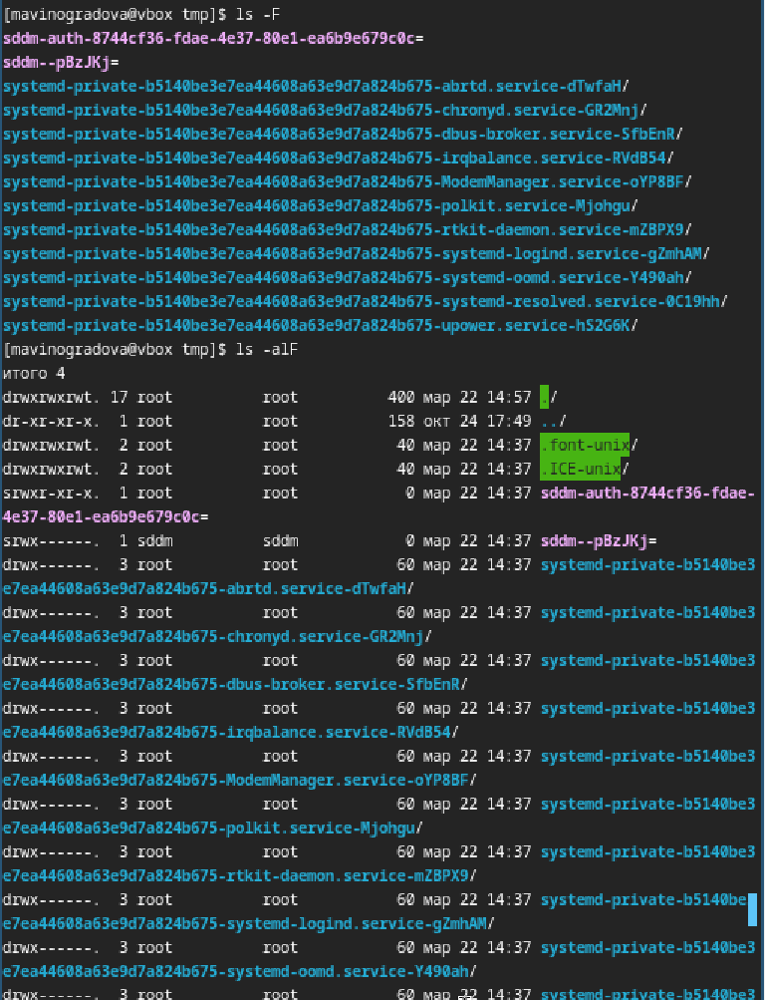 [mavinogradova@vbox tmp]$ ls -F
sddm-auth-8744cf36-fdae-4e37-80e1-ea6b9e679c0c=
sddm--pBzJKj=
systemd-private-b5140be3e7ea44608a63e9d7a824b675-abrtd.service-dTwfaH/
systemd-private-b5140be3e7ea44608a63e9d7a824b675-chronyd.service-GR2Mnj/
systemd-private-b5140be3e7ea44608a63e9d7a824b675-dbus-broker.service-SfbEnR/
systemd-private-b5140be3e7ea44608a63e9d7a824b675-irqbalance.service-RVdB54/
systemd-private-b5140be3e7ea44608a63e9d7a824b675-ModemManager.service-oYP8BF/
systemd-private-b5140be3e7ea44608a63e9d7a824b675-polkit.service-Mjohgu/
systemd-private-b5140be3e7ea44608a63e9d7a824b675-rtkit-daemon.service-mZBPX9/
systemd-private-b5140be3e7ea44608a63e9d7a824b675-systemd-logind.service-gZmhAM/
systemd-private-b5140be3e7ea44608a63e9d7a824b675-systemd-oomd.service-Y490ah/
systemd-private-b5140be3e7ea44608a63e9d7a824b675-systemd-resolved.service-0C19hh/
systemd-private-b5140be3e7ea44608a63e9d7a824b675-upower.service-hS2G6K/
[mavinogradova@vbox tmp]$ ls -alF
итого 4
drwxrwxrwt. 17 root root 400 мар 22 14:57 ./
dr-xr-xr-x. 1 root root 158 окт 24 17:49 ../
drwxrwxrwt. 2 root root 40 мар 22 14:37 .font-unix/
drwxrwxrwt. 2 root root 40 мар 22 14:37 .ICE-unix/
srwxr-xr-x. 1 root root 0 мар 22 14:37 sddm-auth-8744cf36-fdae-
4e37-80e1-ea6b9e679c0c=
srwx------. 1 sddm sddm 0 мар 22 14:37 sddm--pBzJKj=
drwx------. 3 root root 60 мар 22 14:37 systemd-private-b5140be3
e7ea44608a63e9d7a824b675-abrtd.service-dTwfaH/
drwx------. 3 root root 60 мар 22 14:37 systemd-private-b5140be3
e7ea44608a63e9d7a824b675-chronyd.service-GR2Mnj/
drwx------. 3 root root 60 мар 22 14:37 systemd-private-b5140be3
e7ea44608a63e9d7a824b675-dbus-broker.service-SfbEnR/
drwx------. 3 root root 60 мар 22 14:37 systemd-private-b5140be3
e7ea44608a63e9d7a824b675-irqbalance.service-RVdB54/
drwx------. 3 root root 60 мар 22 14:37 systemd-private-b5140be3
e7ea44608a63e9d7a824b675-ModemManager.service-oYP8BF/
drwx------. 3 root root 60 мар 22 14:37 systemd-private-b5140be3
e7ea44608a63e9d7a824b675-polkit.service-Mjohgu/
drwx------. 3 root root 60 мар 22 14:37 systemd-private-b5140be3
e7ea44608a63e9d7a824b675-rtkit-daemon.service-mZBPX9/
drwx------. 3 root root 60 мар 22 14:37 systemd-private-b5140be
e7ea44608a63e9d7a824b675-systemd-logind.service-gZmhAM/
drwx------. 3 root root 60 мар 22 14:37 systemd-private-b5140be3
e7ea44608a63e9d7a824b675-systemd-oomd.service-Y490ah/
drwx------. 3 root root 60 мар 22 14:37 systemd-private-b5140be3